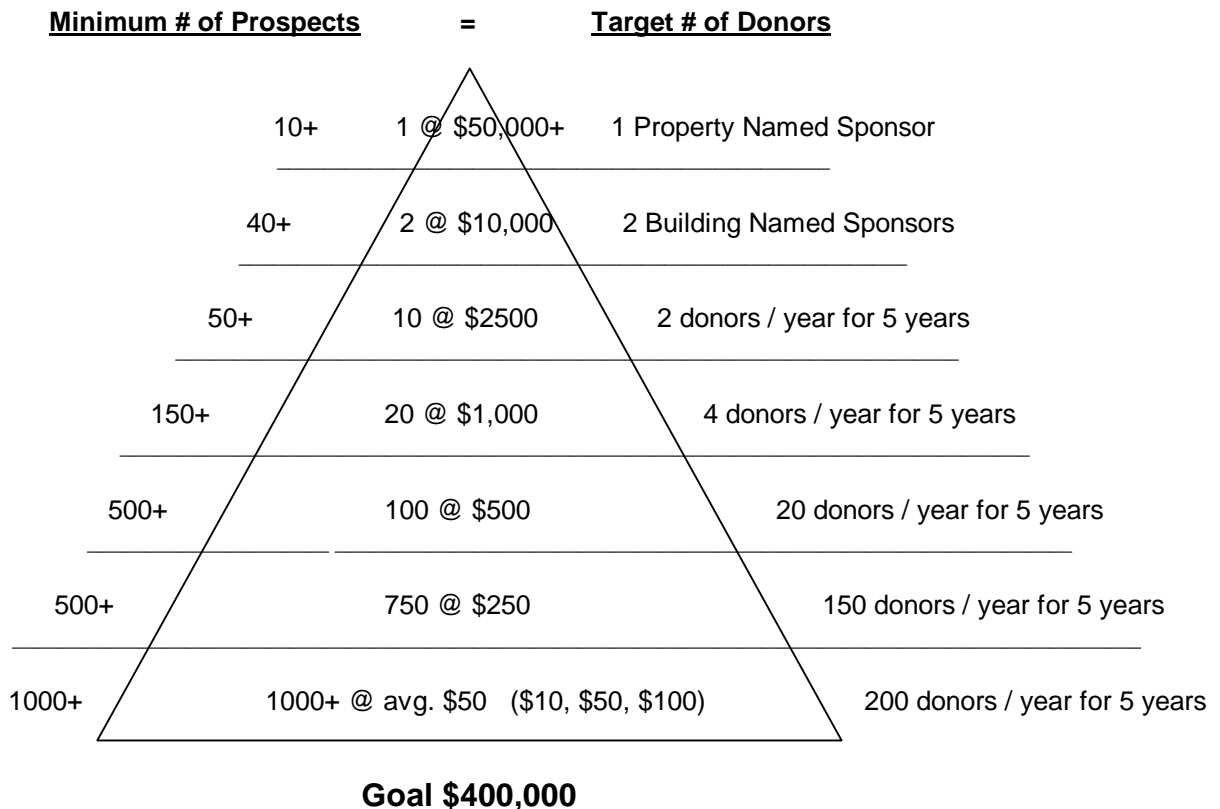 Minimum # of Prospects = Target # of Donors
10+ 1 @ $50,000+ 1 Property Named Sponsor
40+ 2 @ $10,000 2 Building Named Sponsors
50+ 10 @ $2500 2 donors / year for 5 years
150+ 20 @ $1,000 4 donors / year for 5 years
500+ 100 @ $500 20 donors / year for 5 years
500+ 750 @ $250 150 donors / year for 5 years
1000+ 1000+ @ avg. $50 ($10, $50, $100) 200 donors / year for 5 years
Goal $400,000